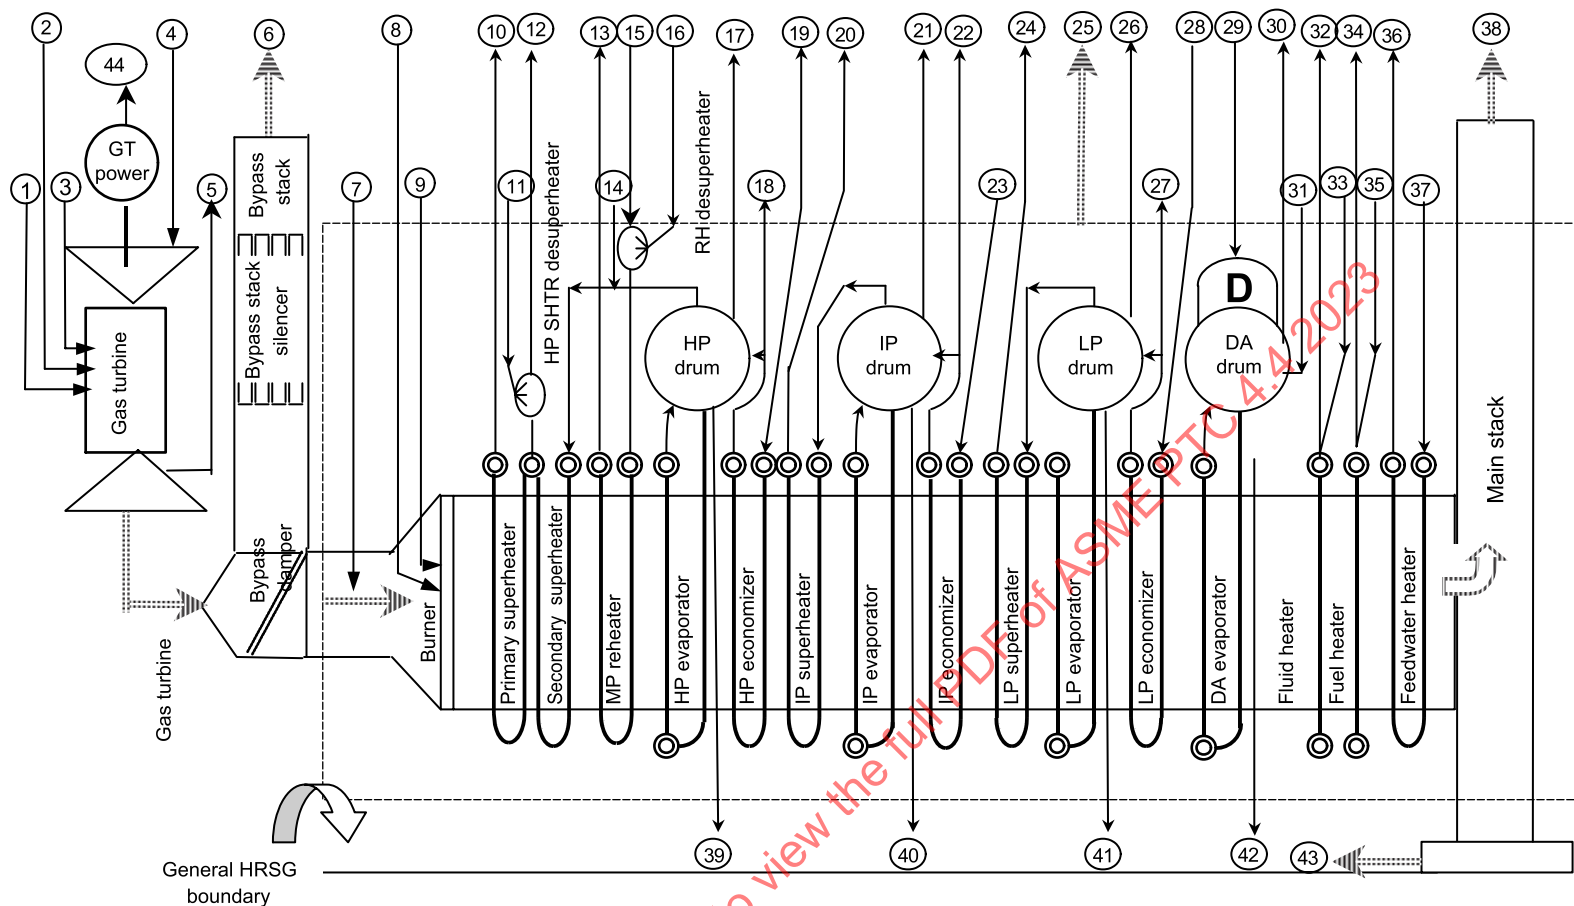 2
4
6
8
10
12
13
15
16
17
19
20
21
22
24
25
26
28
29
30
32
34
36
38
44
GT
power
1
3
5
7
9
11
14
18
23
27
31
33
35
37
Bypass
stack
Bypass stack
silencer
HP SHTR desuperheater
RH desuperheater
Gas turbine
HP
drum
IP
drum
LP
drum
D
DA
drum
Main stack
Bypass
damper
Gas turbine
Burner
Primary superheater
Secondary superheater
MP reheater
HP evaporator
HP economizer
IP superheater
IP evaporator
IP economizer
LP superheater
LP evaporator
LP economizer
DA evaporator
Fluid heater
Fuel heater
Feedwater heater
39
40
41
42
43
General HRSG
boundary
o view the full PDF of ASME PTC 4.4 2023